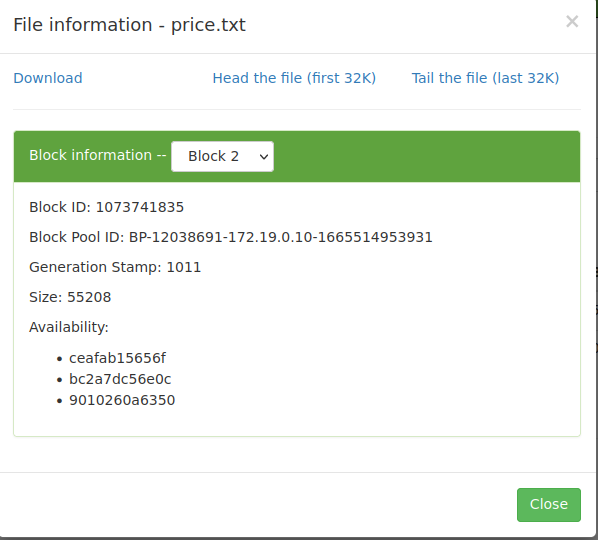 File information - price.txt
×
Download Head the file (first 32K) Tail the file (last 32K)
Block information -- Block 2
Block ID: 1073741835
Block Pool ID: BP-12038691-172.19.0.10-1665514953931
Generation Stamp: 1011
Size: 55208
Availability:
• ceafab15656f
• bc2a7dc56e0c
• 9010260a6350
Close